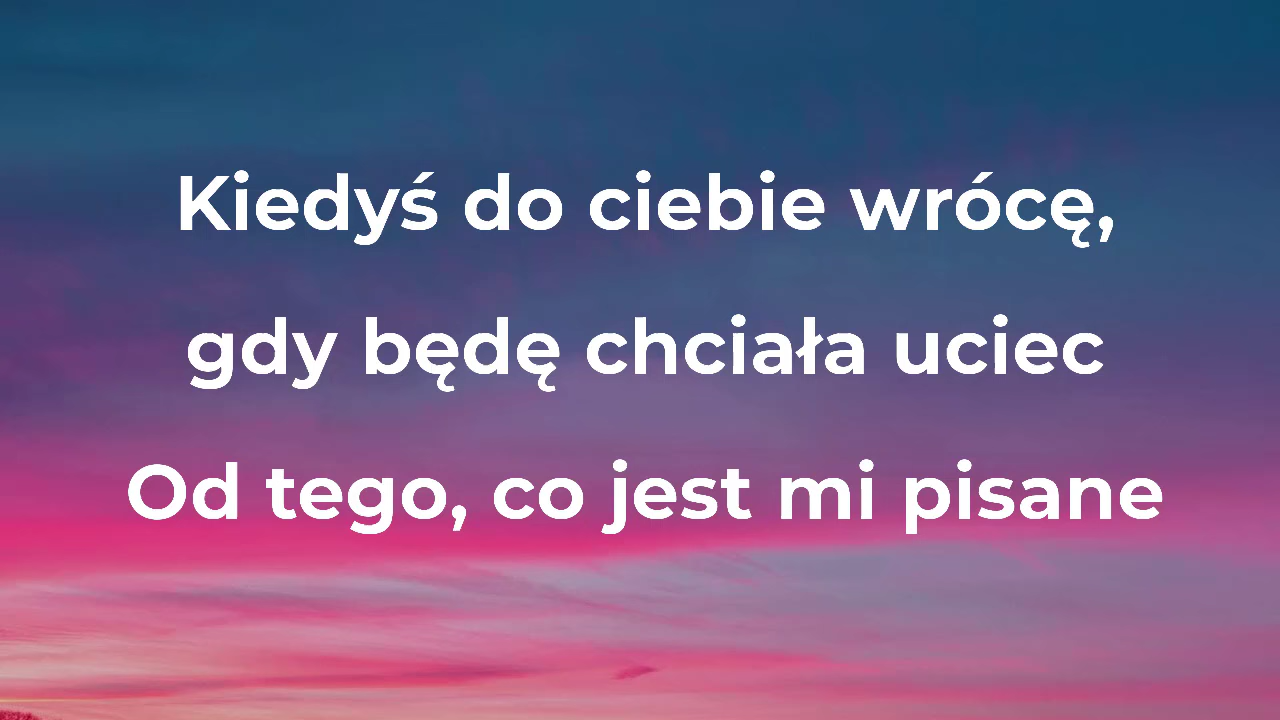 Kiedyś do ciebie wrócę,
gdy będę chciała uciec
Od tego, co jest mi pisane